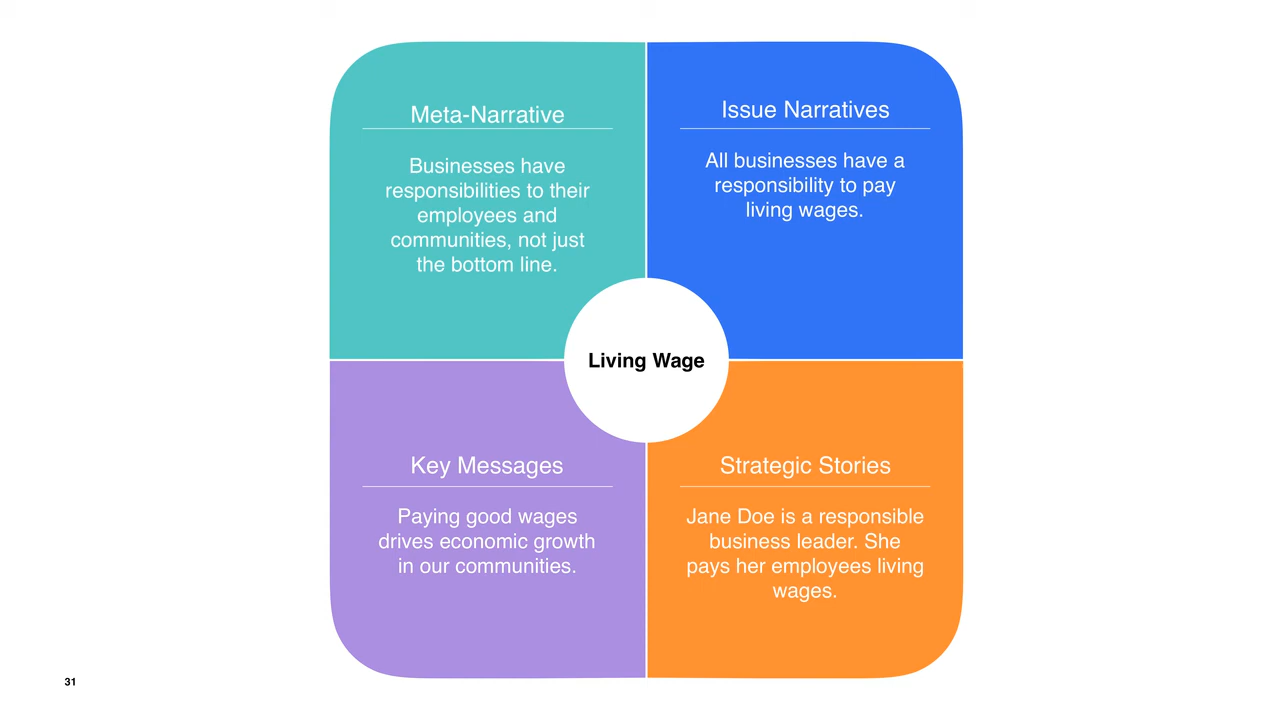 Meta-Narrative
Businesses have
responsibilities to their
employees and
communities, not just
the bottom line.
Issue Narratives
All businesses have a
responsibility to pay
living wages.
Living Wage
Key Messages
Paying good wages
drives economic growth
in our communities.
Strategic Stories
Jane Doe is a responsible
business leader. She
pays her employees living
wages.
31